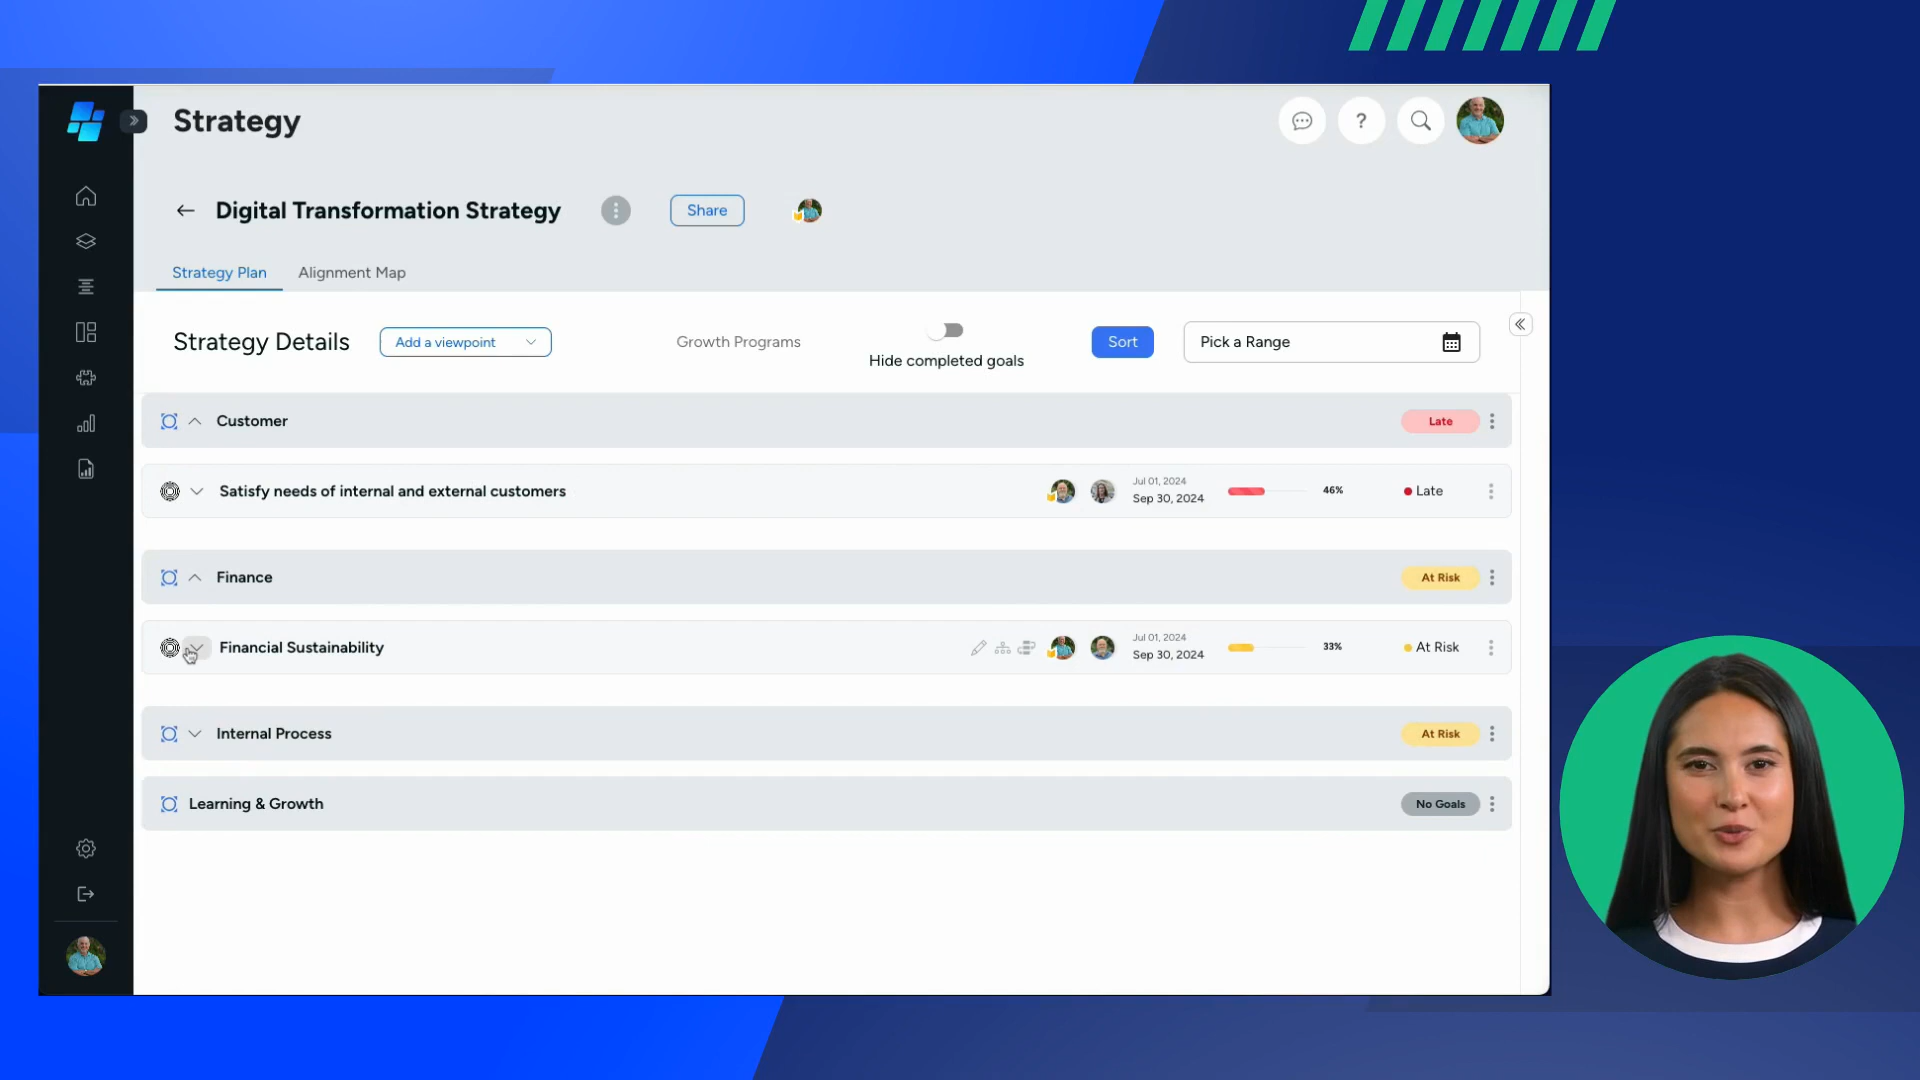 Strategy
?
Digital Transformation Strategy
Share
Strategy Plan
Alignment Map
Strategy Details
Add a viewpoint
Growth Programs
Hide completed goals
Sort
Pick a Range
Customer
Late
Satisfy needs of internal and external customers
Jul 01, 2024
Sep 30, 2024
46%
Late
Finance
At Risk
Financial Sustainability
Jul 01, 2024
Sep 30, 2024
33%
At Risk
Internal Process
At Risk
Learning & Growth
No Goals